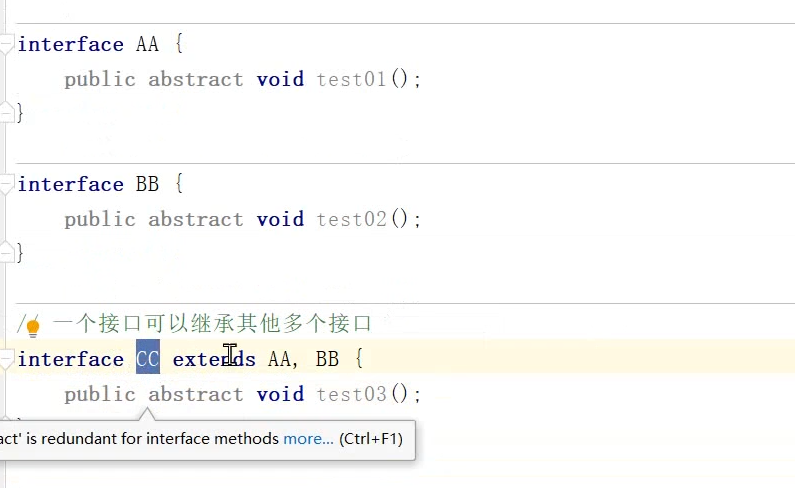 interface AA {
public abstract void test01();
}
interface BB {
public abstract void test02();
}
/ 一个接口可以继承其他多个接口
interface CC extends AA, BB {
public abstract void test03();
act' is redundant for interface methods more... (Ctrl+F1)